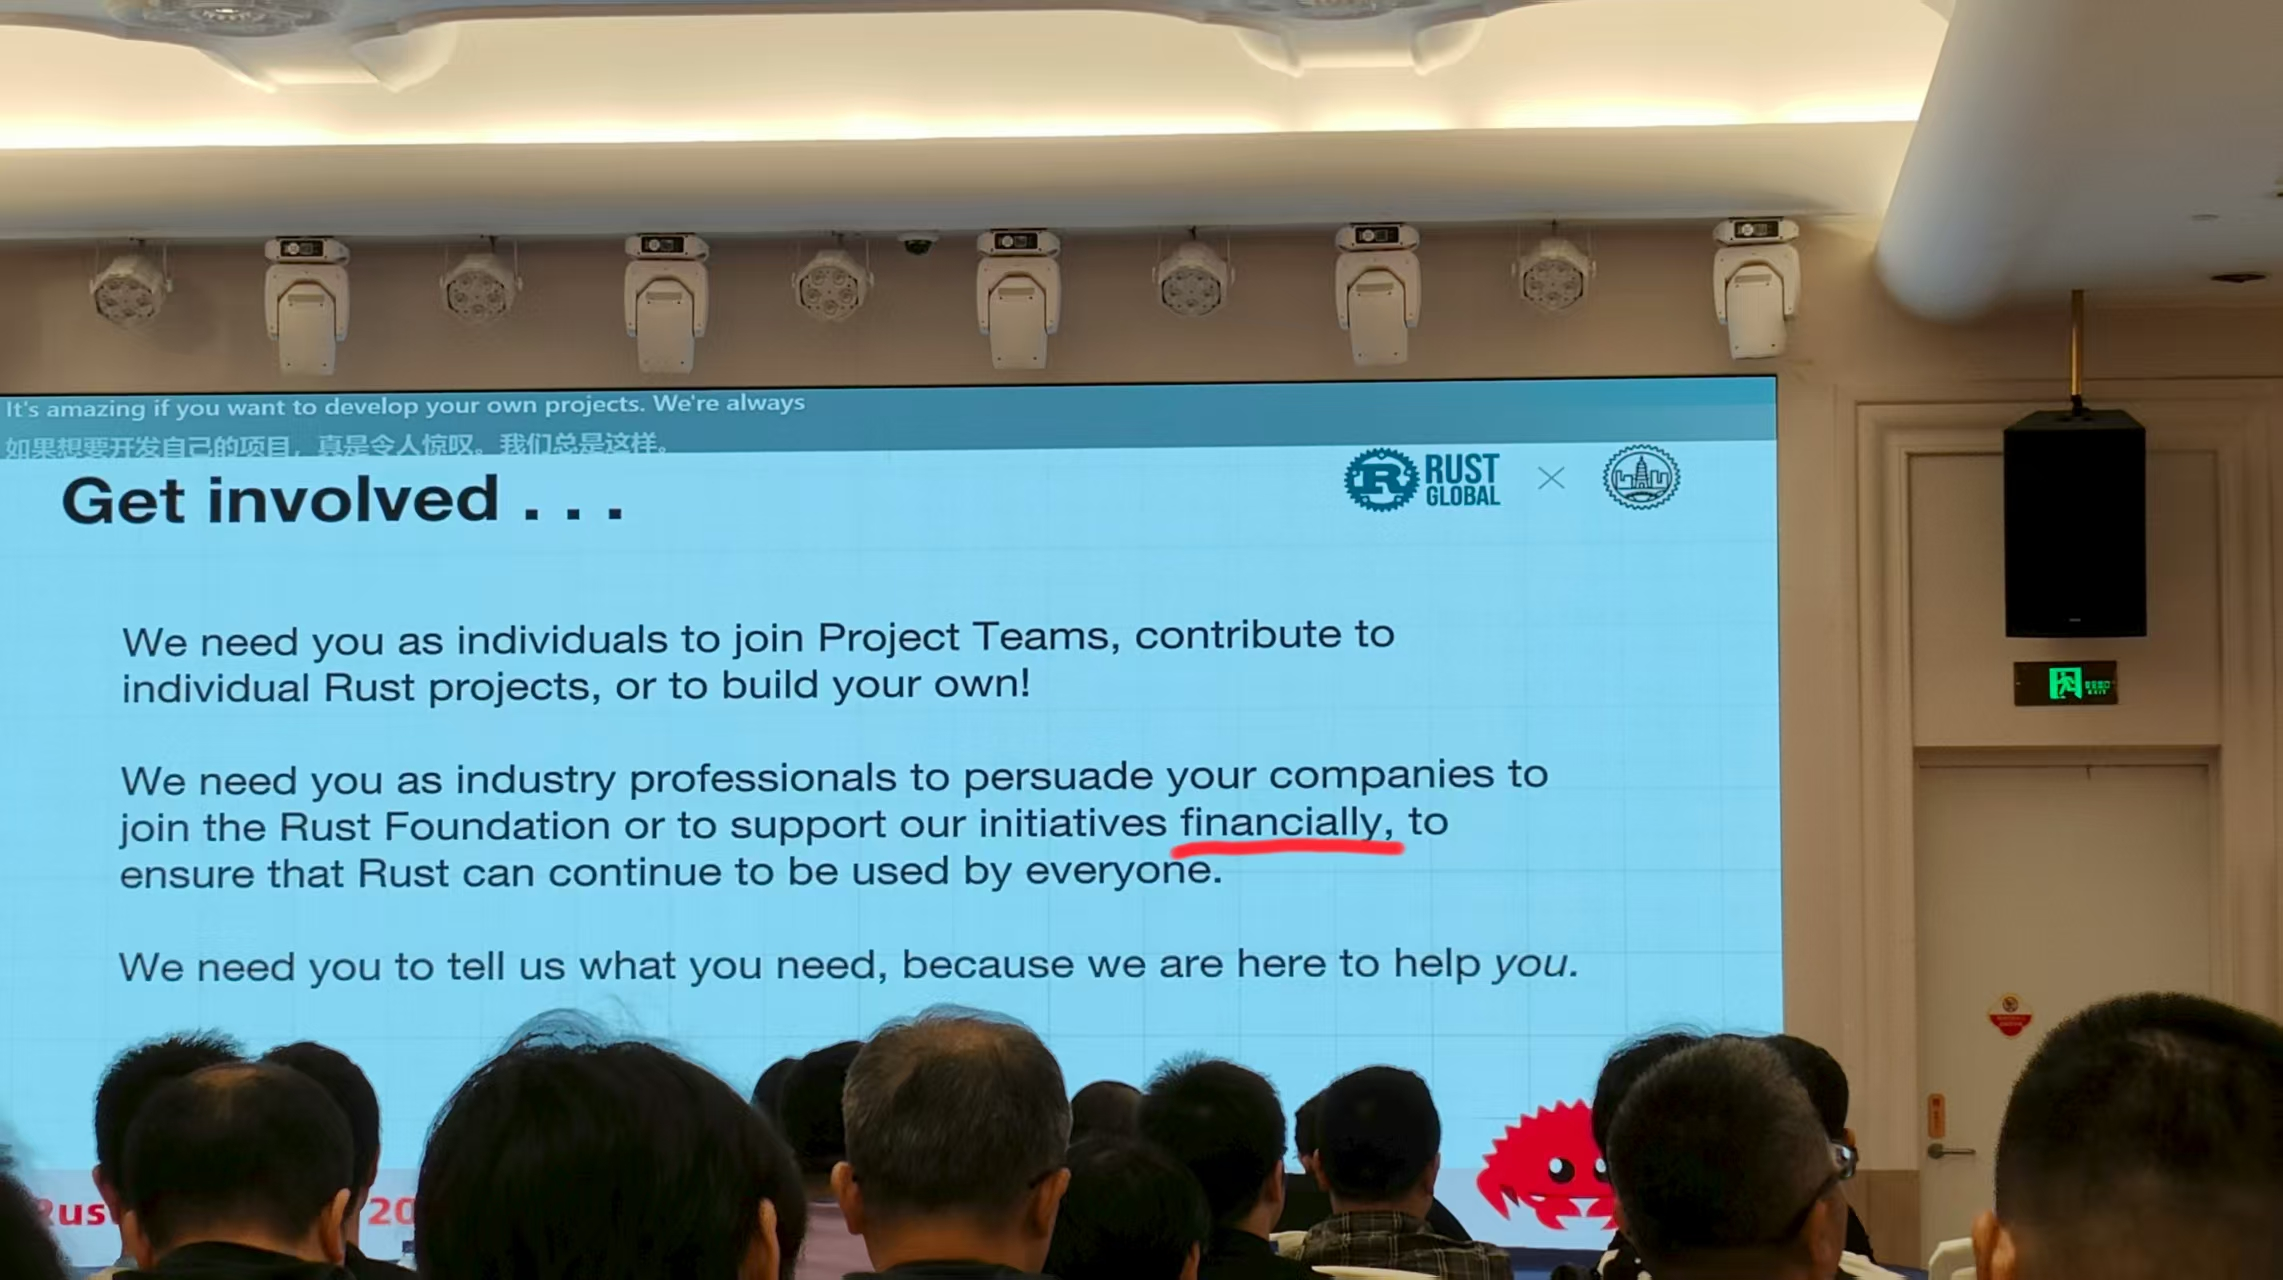 It's amazing if you want to develop your own projects. We're always
如果想要开发自己的项目，真是令人惊叹。我们总是这样。
Get involved . . .
RUST
GLOBAL
We need you as individuals to join Project Teams, contribute to
individual Rust projects, or to build your own!
We need you as industry professionals to persuade your companies to
join the Rust Foundation or to support our initiatives financially, to
ensure that Rust can continue to be used by everyone.
We need you to tell us what you need, because we are here to help you.
EXIT
Rust 20